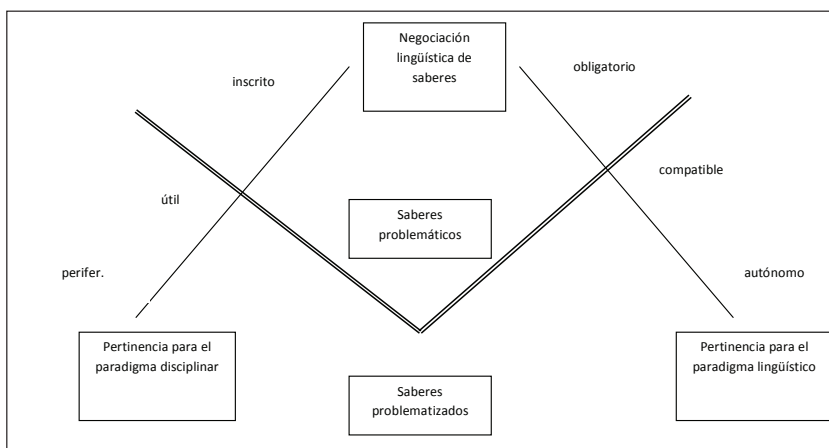 Negociación
lingüística de
saberes
obligatorio
inscrito
compatible
útil
Saberes
problemáticos
perifer.
autónomo
Pertinencia para el
paradigma disciplinar
Pertinencia para el
paradigma lingüístico
Saberes
problematizados